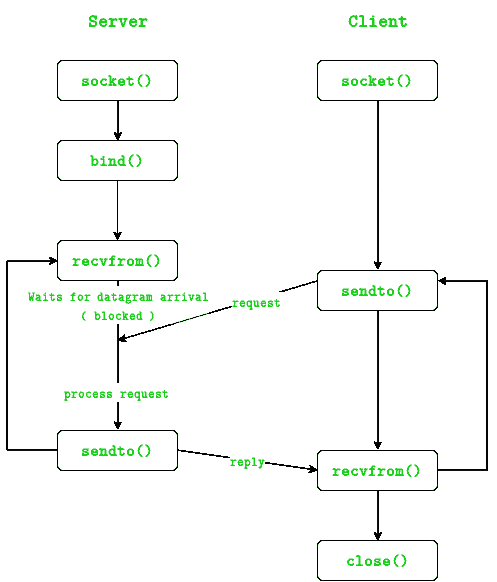 Server
Client
socket()
socket()
bind()
recvfrom()
Waits for datagram arrival
( blocked )
request
sendto()
process request
sendto()
reply
recvfrom()
close()